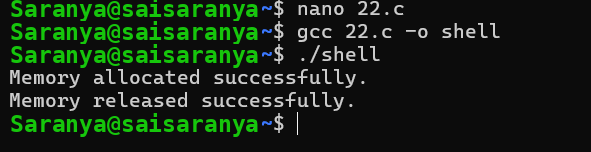 Saranya@saisaranya~$ nano 22.c
Saranya@saisaranya~$ gcc 22.c -o shell
Saranya@saisaranya~$ ./shell
Memory allocated successfully.
Memory released successfully.
Saranya@saisaranya~$